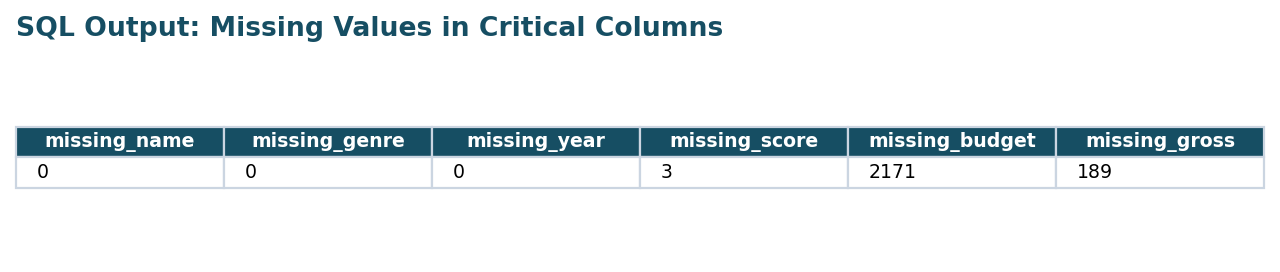 SQL Output: Missing Values in Critical Columns
missing_name missing_genre missing_year missing_score missing_budget missing_gross
0 0 0 3 2171 189